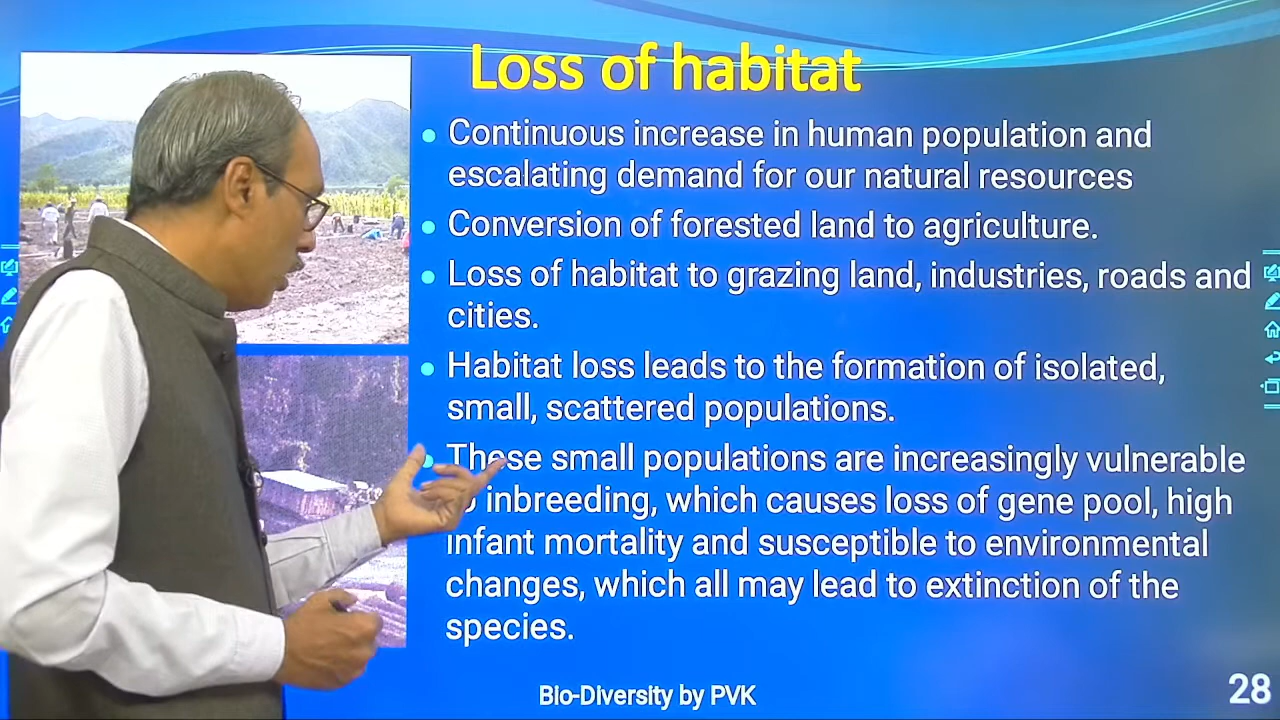 Loss of habitat
Continuous increase in human population and
escalating demand for our natural resources
Conversion of forested land to agriculture.
Loss of habitat to grazing land, industries, roads and
cities.
Habitat loss leads to the formation of isolated,
small, scattered populations.
These small populations are increasingly vulnerable
inbreeding, which causes loss of gene pool, high
infant mortality and susceptible to environmental
changes, which all may lead to extinction of the
species.
Bio-Diversity by PVK
28